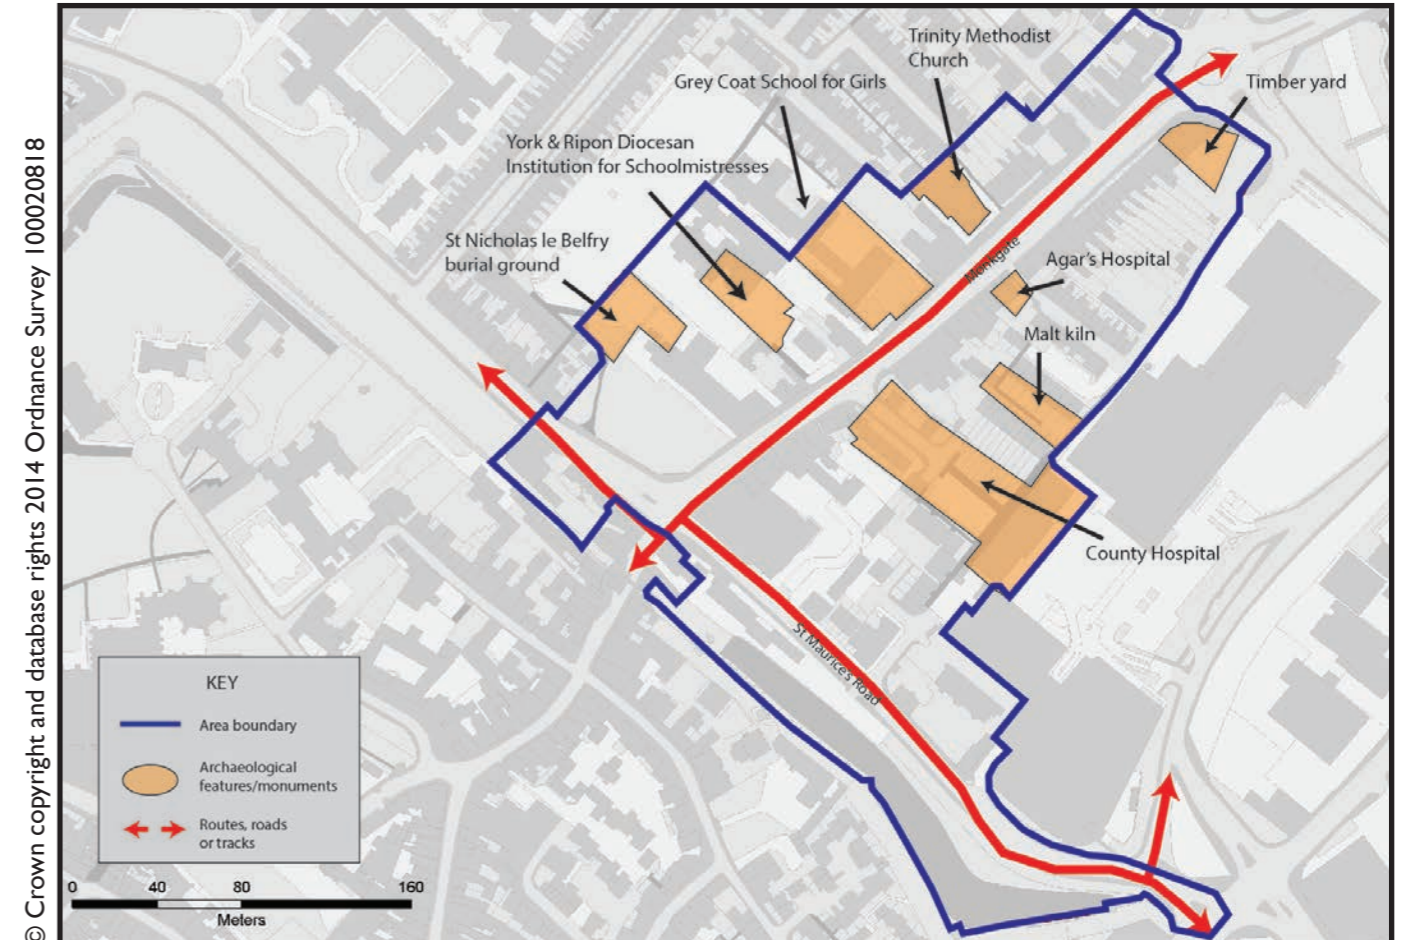 © Crown copyright and database rights 2014 Ordnance Survey 100020818
Trinity Methodist
Church
Grey Coat School for Girls
Timber yard
York & Ripon Diocesan
Institution for Schoolmistresses
St Nicholas le Belfry
burial ground
Monkgate
Agar's Hospital
Malt kiln
County Hospital
St Maurice's Road
KEY
Area boundary
Archaeological
features/monuments
Routes, roads
or tracks
0 40 80 160
Meters